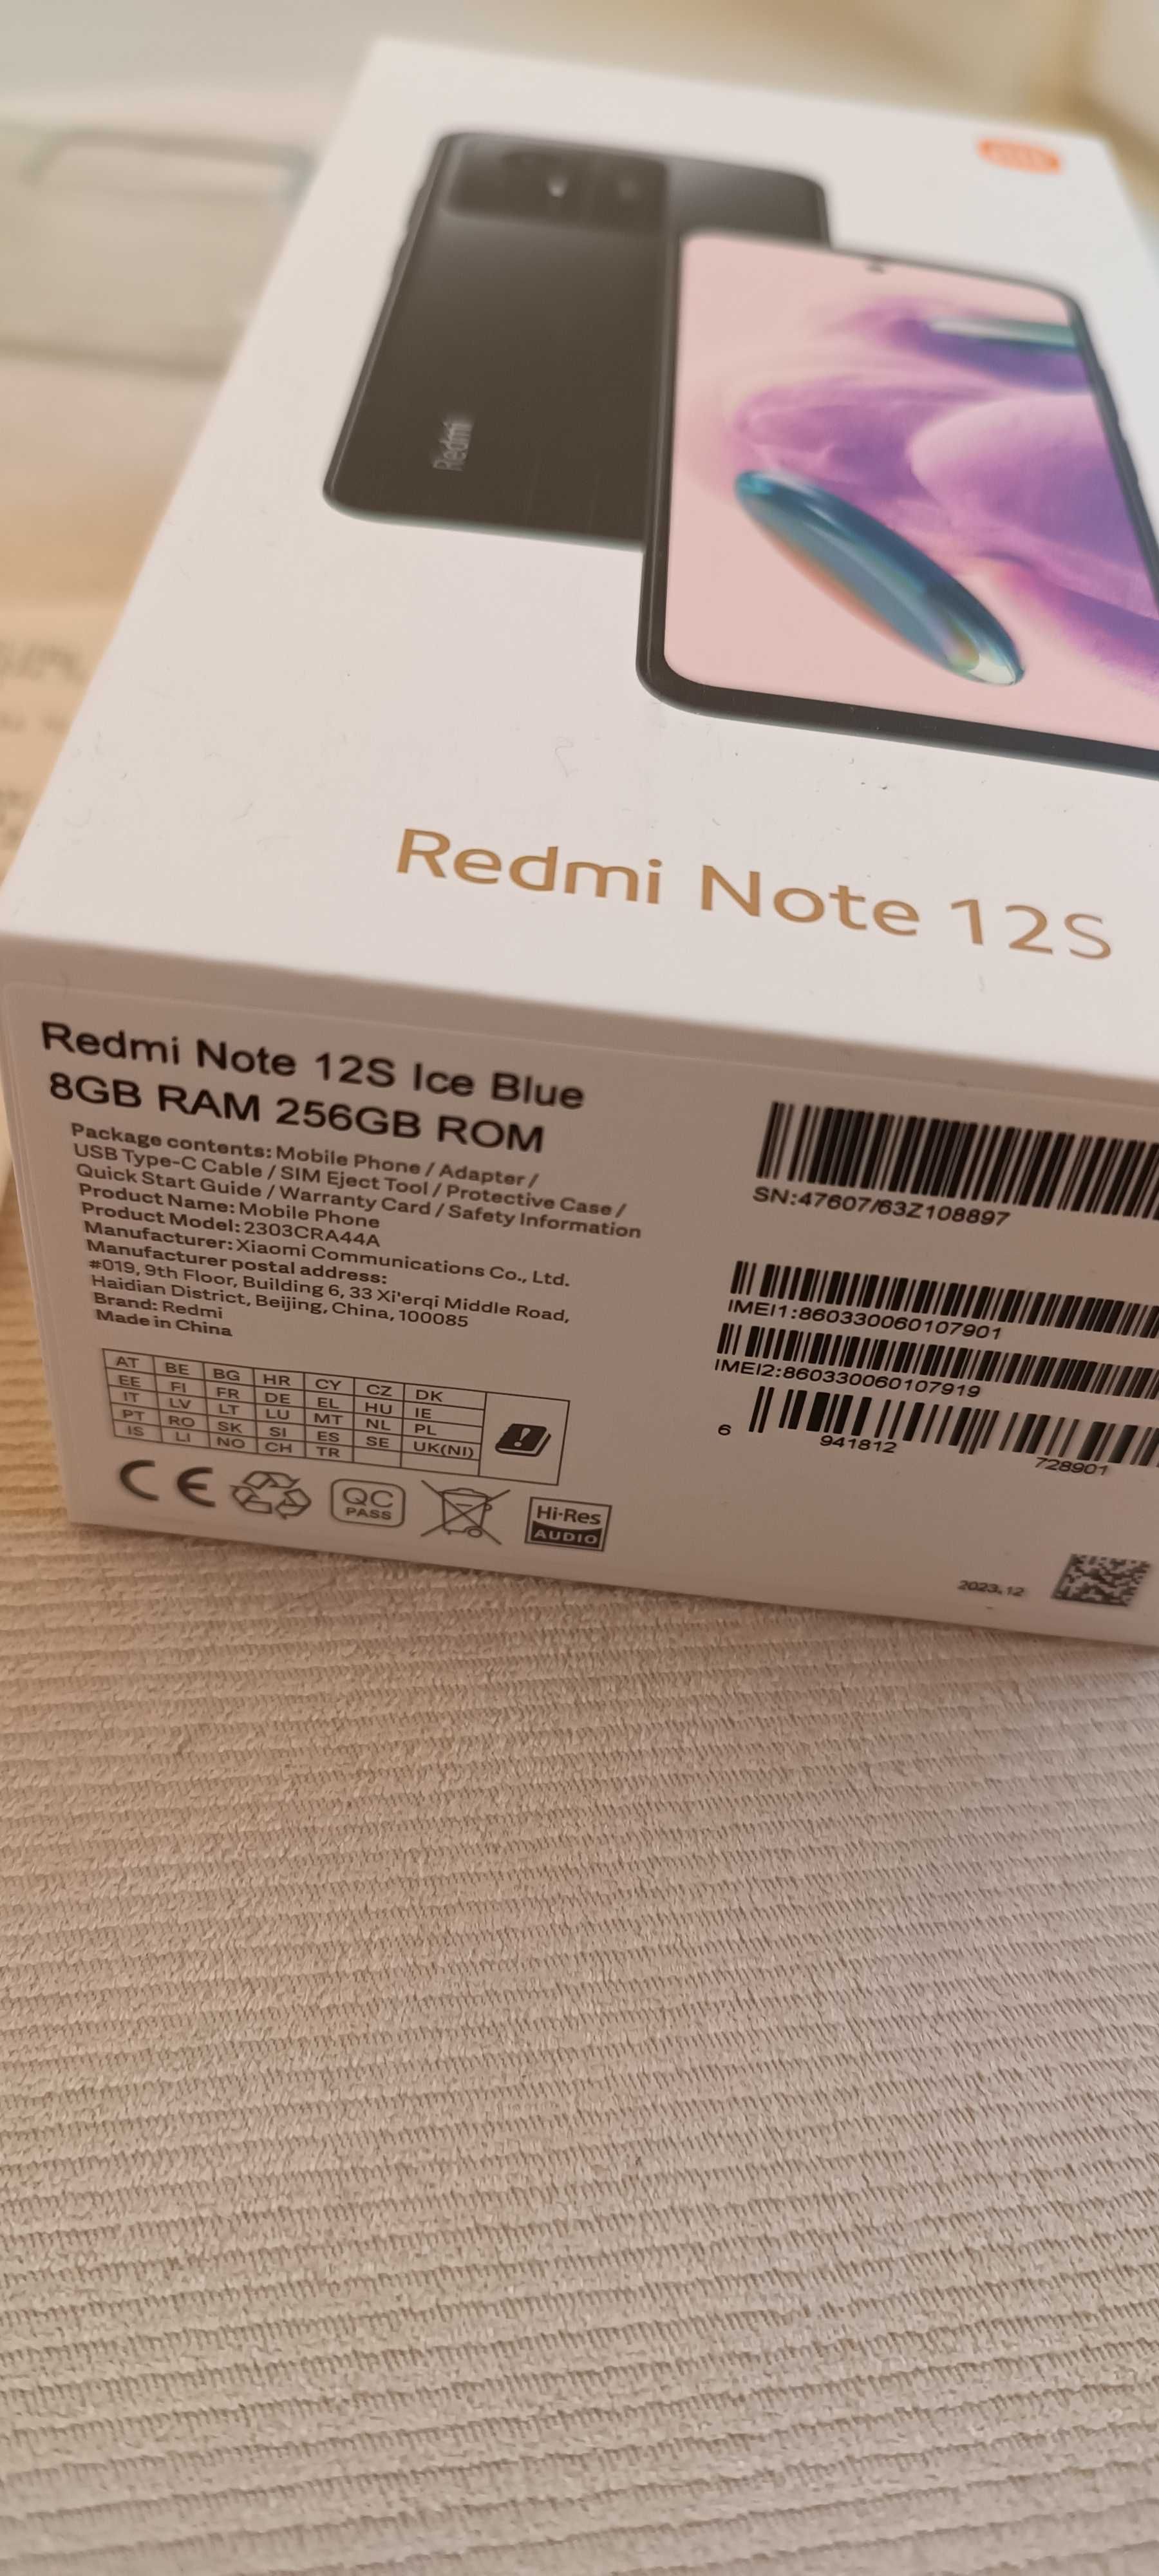 Redmi
Redmi Note 12S
Redmi Note 12S Ice Blue
8GB RAM 256GB ROM
Package contents: Mobile Phone / Adapter /
USB Type-C Cable / SIM Eject Tool / Protective Case /
Quick Start Guide / Warranty Card / Safety Information
Product Name: Mobile Phone
Product Model: 2303CRA44A
Manufacturer: Xiaomi Communications Co., Ltd.
Manufacturer postal address:
#019, 9th Floor, Building 6, 33 Xi'erqi Middle Road,
Haidian District, Beijing, China, 100085
Brand: Redmi
Made in China
AT BE BG HR CY CZ DK
EE FI FR DE EL HU IE
IT LV LT LU MT NL PL
PT RO SK SI ES SE UK(NI)
IS LI NO CH TR
CE
QC
PASS
Hi-Res
AUDIO
SN:47607/63Z108897
IMEI1:860330060107901
IMEI2:860330060107919
6 941812 728901
2023.12